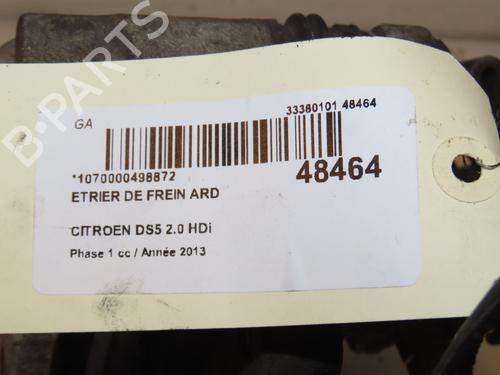 GA
33380101 48464
*1070000498872
48464
ETRIER DE FREIN ARD
CITROEN DS5 2.0 HDi
Phase 1 cc / Année 2013
B-PARTS